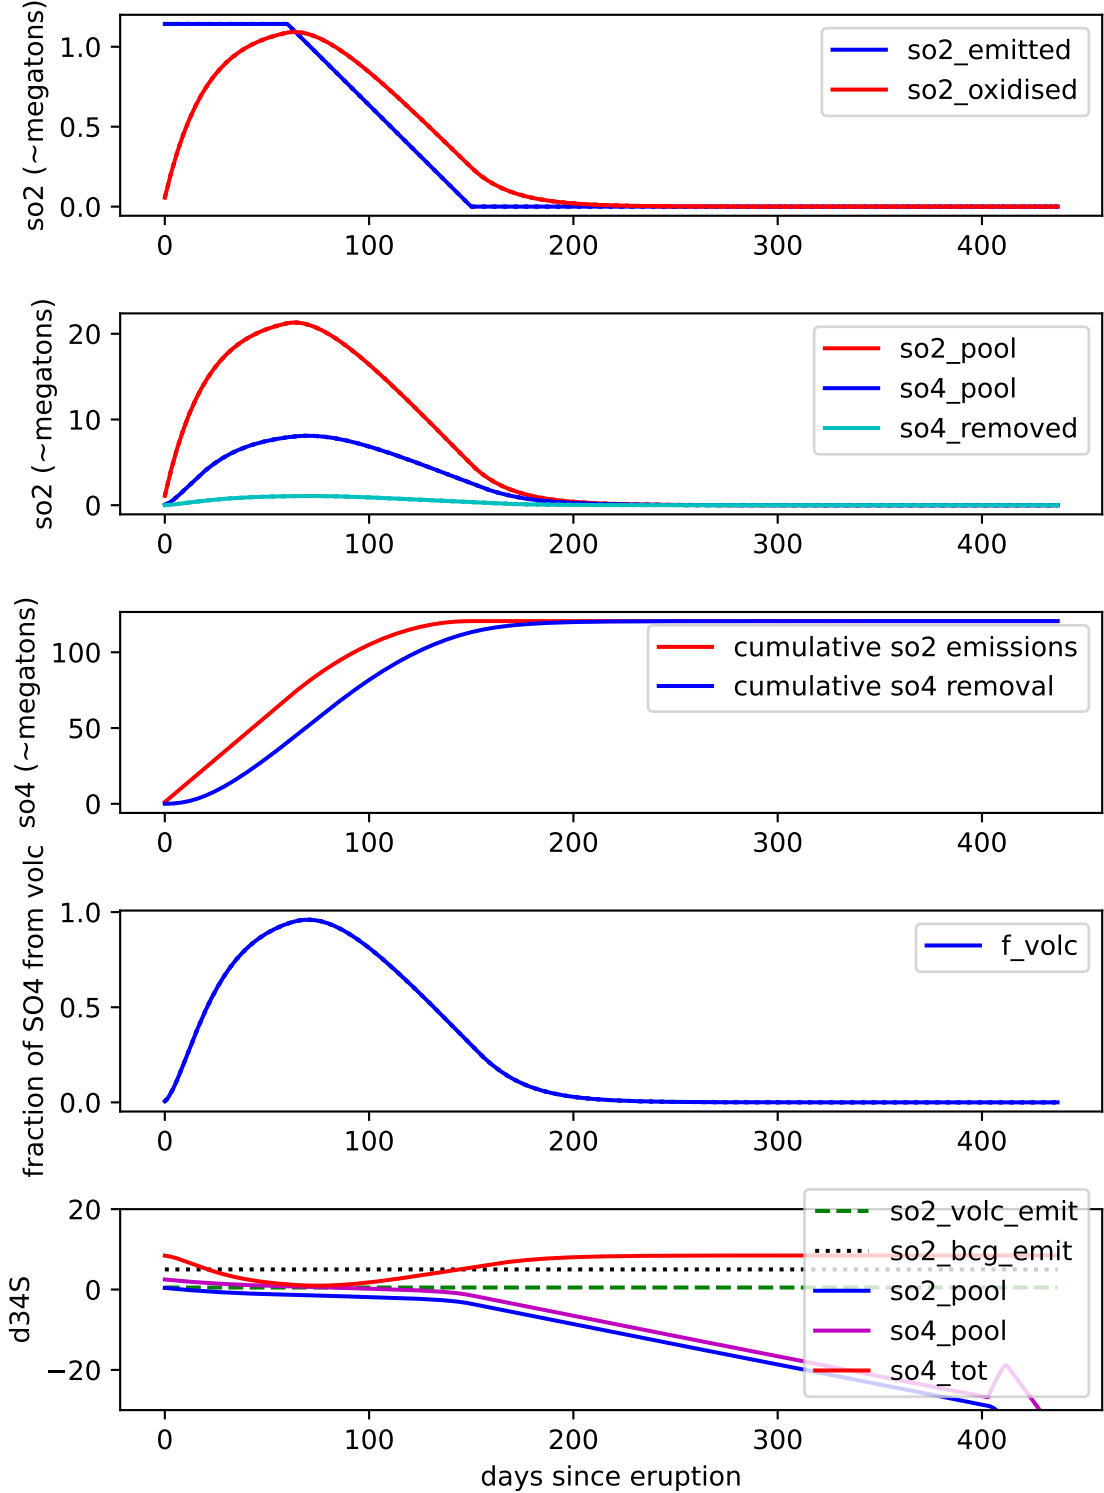 so2 (~megatons)
1.0
0.5
0.0
so2_emitted
so2_oxidised
0 100 200 300 400
so2 (~megatons)
20
10
0
so2_pool
so4_pool
so4_removed
0 100 200 300 400
so4 (~megatons)
100
50
0
cumulative so2 emissions
cumulative so4 removal
0 100 200 300 400
fraction of SO4 from volc
1.0
0.5
0.0
f_volc
0 100 200 300 400
d34S
20
0
−20
so2_volc_emit
so2_bcg_emit
so2_pool
so4_pool
so4_tot
0 100 200 300 400
days since eruption